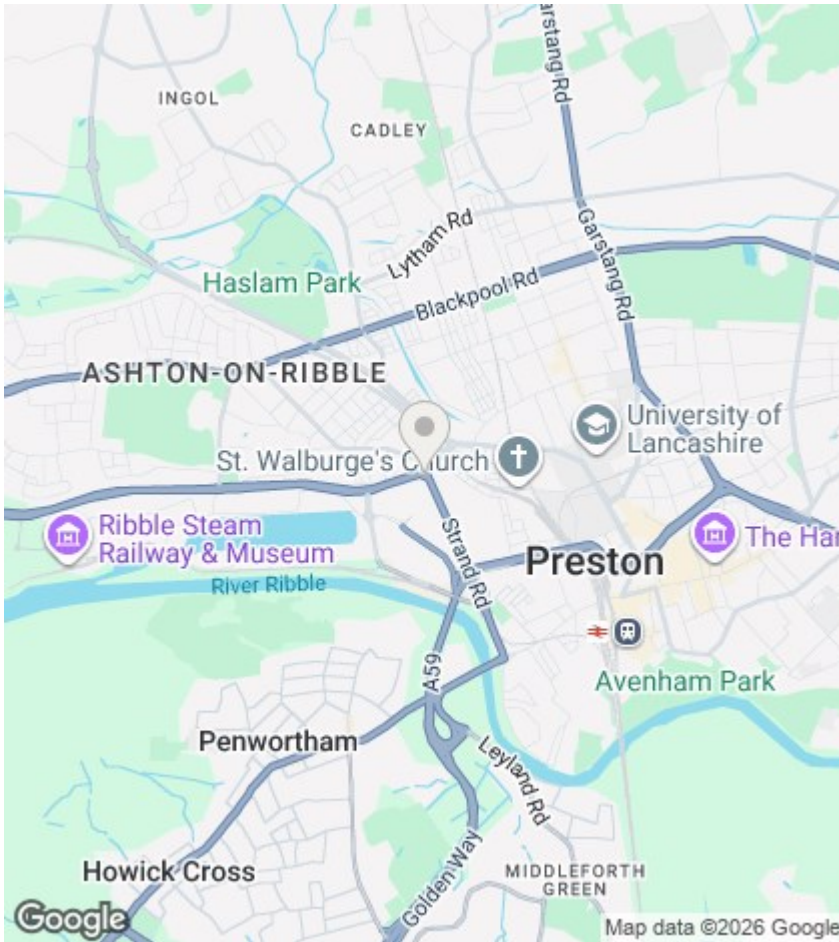 arstang Rd
INGOL
CADLEY
Garstang Rd
Lytham Rd
Haslam Park
Blackpool Rd
ASHTON-ON-RIBBLE
University of
Lancashire
St. Walburge's Church
Ribble Steam
Railway & Museum
Strand Rd
The Har
Preston
River Ribble
A59
Avenham Park
Penwortham
Leyland Rd
Howick Cross
Golden Way
MIDDLEFORTH
GREEN
Google
Map data ©2026 Google